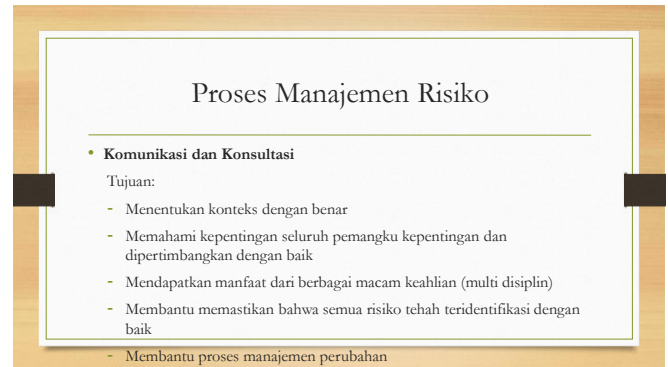 Proses Manajemen Risiko
• Komunikasi dan Konsultasi
Tujuan:
- Menentukan konteks dengan benar
- Memahami kepentingan seluruh pemangku kepentingan dan
dipertimbangkan dengan baik
- Mendapatkan manfaat dari berbagai macam keahlian (multi disiplin)
- Membantu memastikan bahwa semua risiko tehah teridentifikasi dengan
baik
- Membantu proses manajemen perubahan